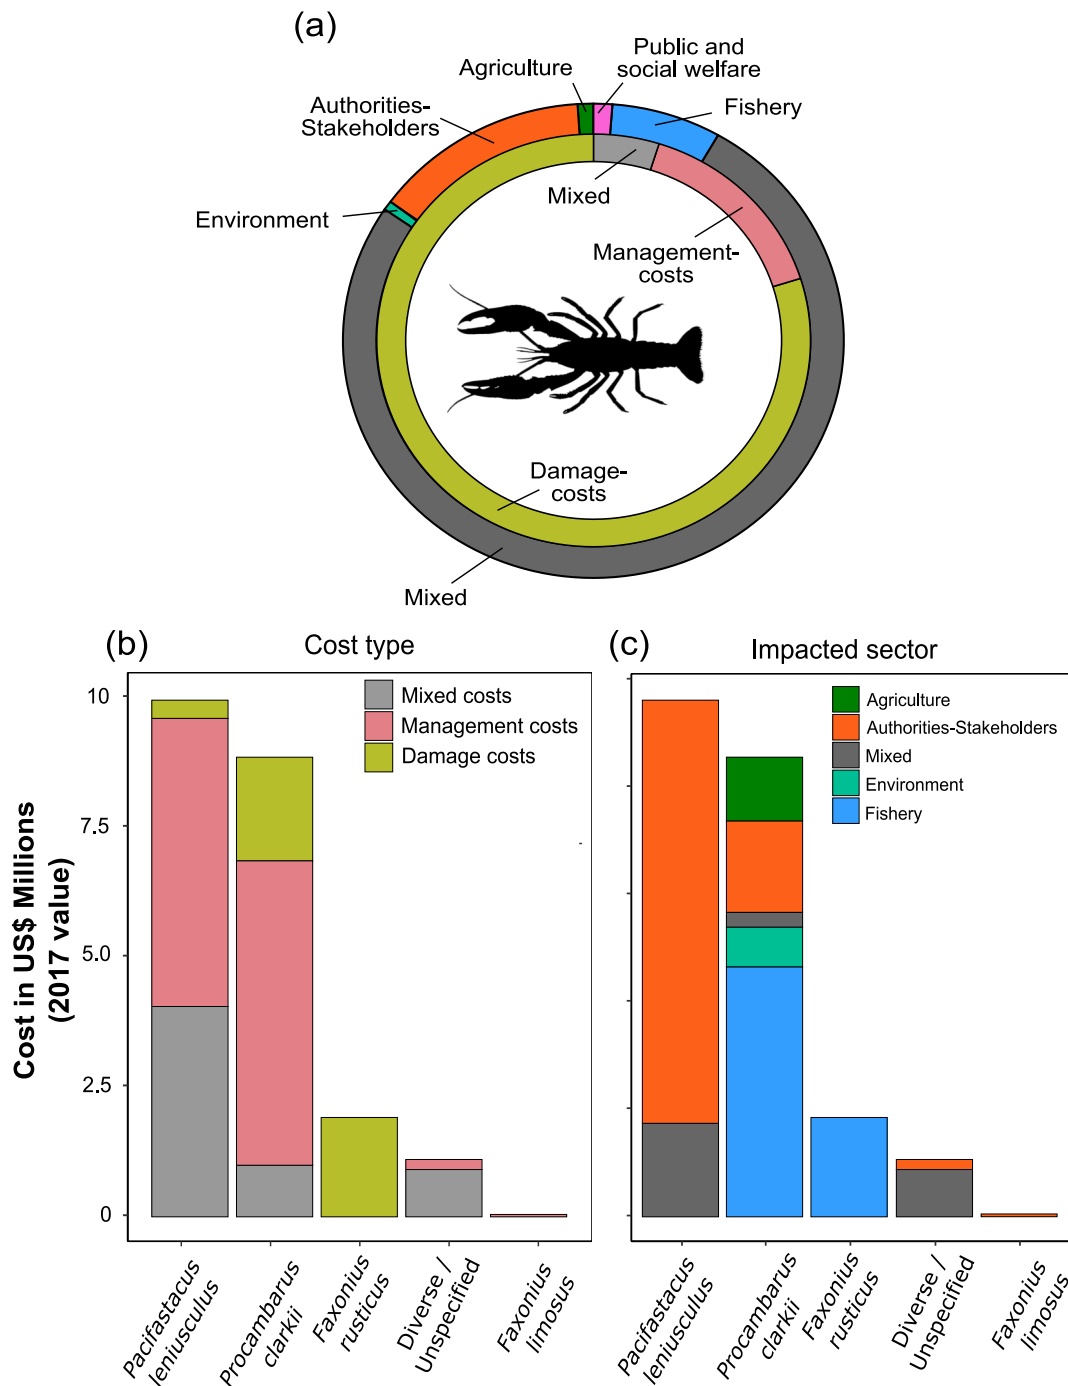 (a)
Public and
social welfare
Agriculture
Fishery
Authorities-
Stakeholders
Mixed
Environment
Management-
costs
Damage-
costs
Mixed
(b)
Cost type
Mixed costs
Management costs
Damage costs
Cost in US$ Millions
(2017 value)
10
7.5
5.0
2.5
0
Pacifastacus
leniusculus
Procambarus
clarkii
Faxonius
rusticus
Diverse /
Unspecified
Faxonius
limosus
(c)
Impacted sector
Agriculture
Authorities-Stakeholders
Mixed
Environment
Fishery
Pacifastacus
leniusculus
Procambarus
clarkii
Faxonius
rusticus
Diverse /
Unspecified
Faxonius
limosus